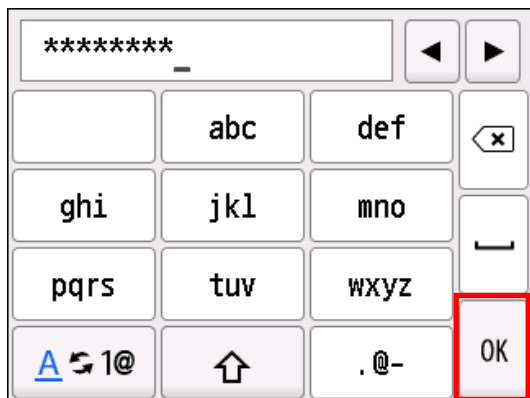 ********_
abc def
ghi jkl mno
pqrs tuv wxyz
A 1@ .@- OK